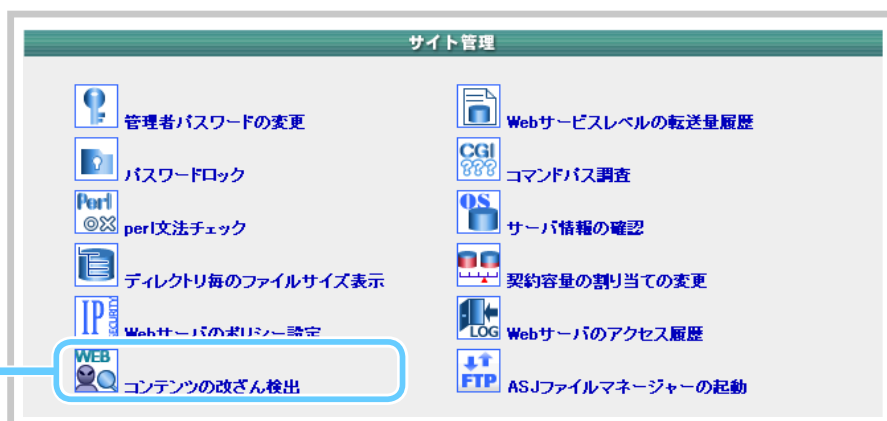 サイト管理
管理者パスワードの変更
Webサービスレベルの転送量履歴
パスワードロック
CGI
???
コマンドパス調査
Perl
perl文法チェック
OS
サーバ情報の確認
ディレクトリ毎のファイルサイズ表示
契約容量の割り当ての変更
IP
SECURITY
Webサーバのポリシー設定
LOG
Webサーバのアクセス履歴
WEB
コンテンツの改ざん検出
FTP
ASJファイルマネージャーの起動